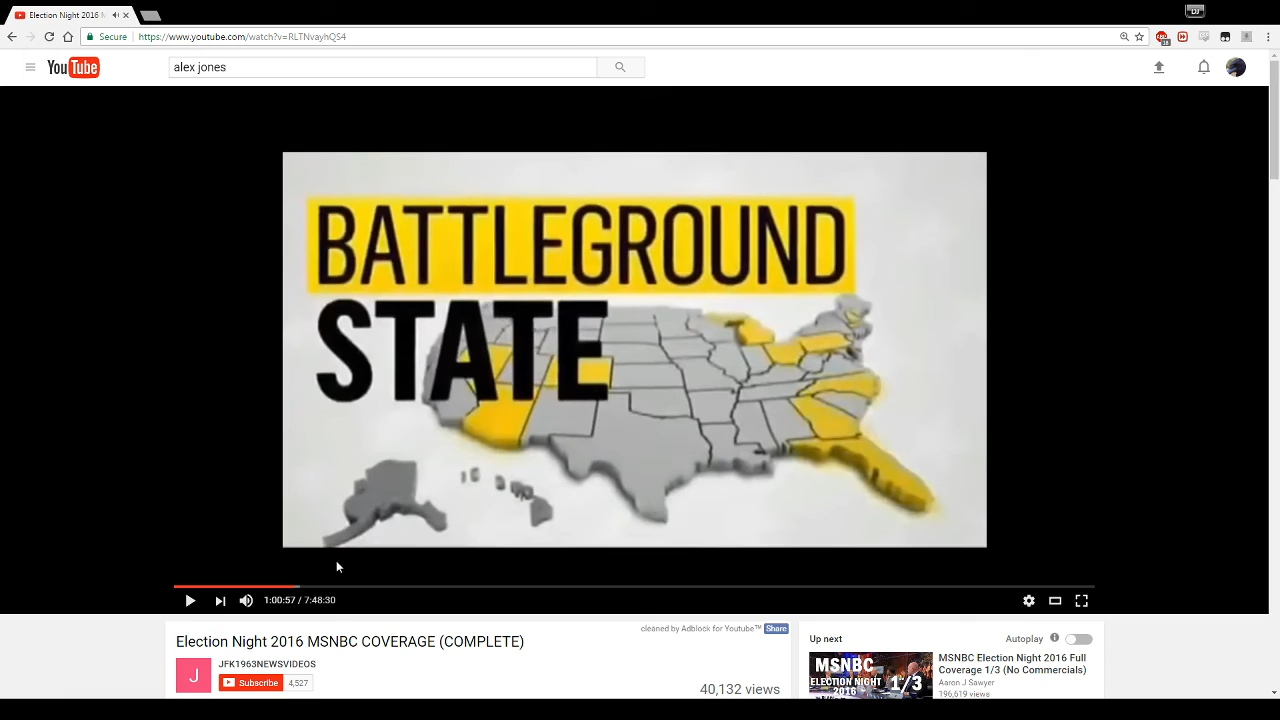 Election Night 2016 M
DJ
Secure https://www.youtube.com/watch?v=RLTNvayhQS4
18
YouTube
alex jones
BATTLEGROUND
STATE
1:00:57 / 7:48:30
cleaned by Adblock for Youtube™ Share
Election Night 2016 MSNBC COVERAGE (COMPLETE)
J
JFK1963NEWSVIDEOS
Subscribe 4,527
40,132 views
Up next
Autoplay
MSNBC
ELECTION NIGHT
2016
1/3
MSNBC Election Night 2016 Full
Coverage 1/3 (No Commercials)
Aaron J Sawyer
196,619 views